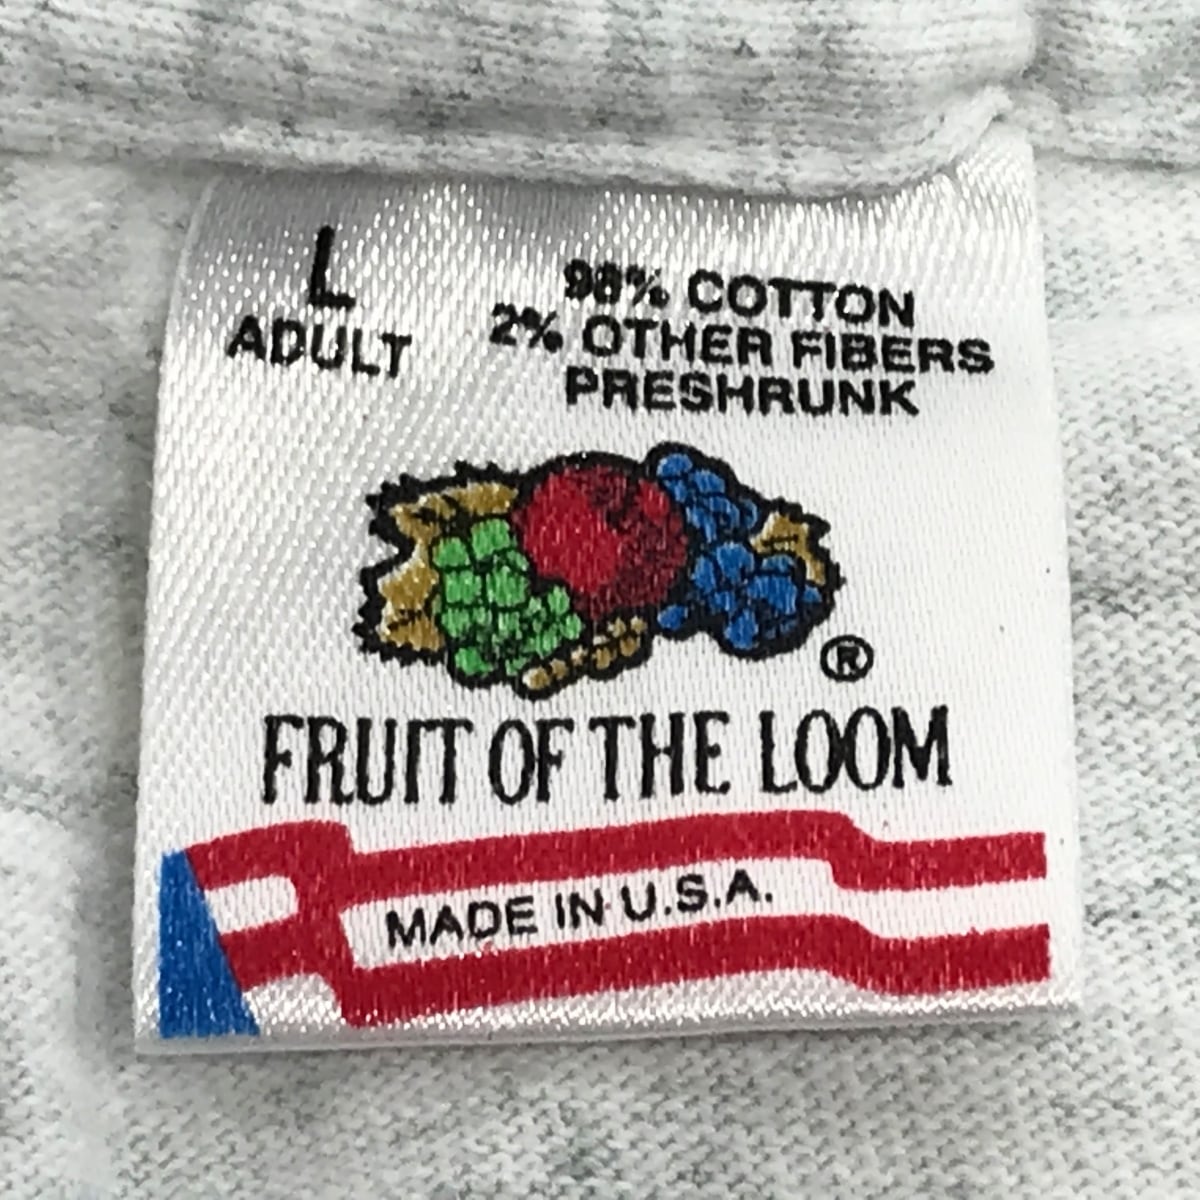 L
ADULT
98% COTTON
2% OTHER FIBERS
PRESHRUNK
®
FRUIT OF THE LOOM
MADE IN U.S.A.